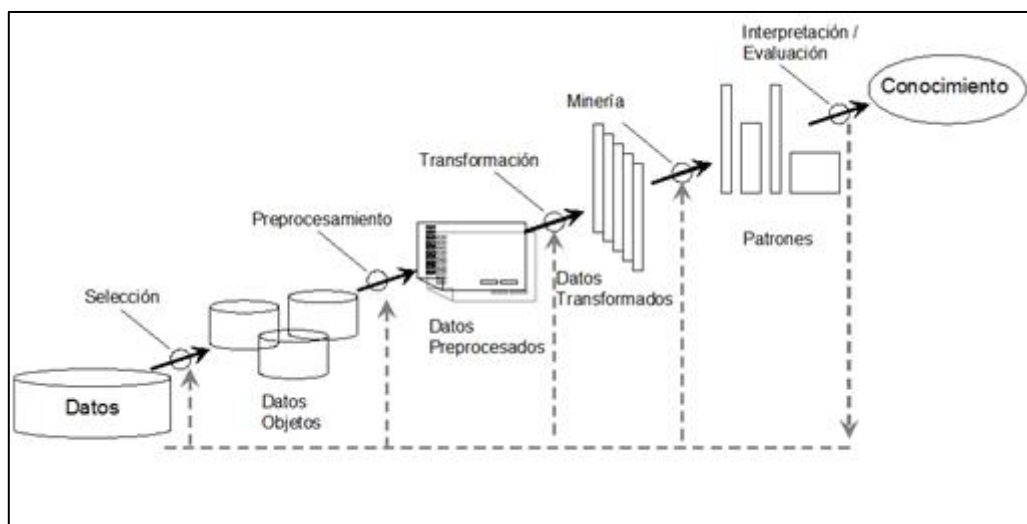 Interpretación /
Evaluación
Conocimiento
Minería
Transformación
Preprocesamiento
Patrones
Selección
Datos
Transformados
Datos
Preprocesados
Datos
Datos
Objetos